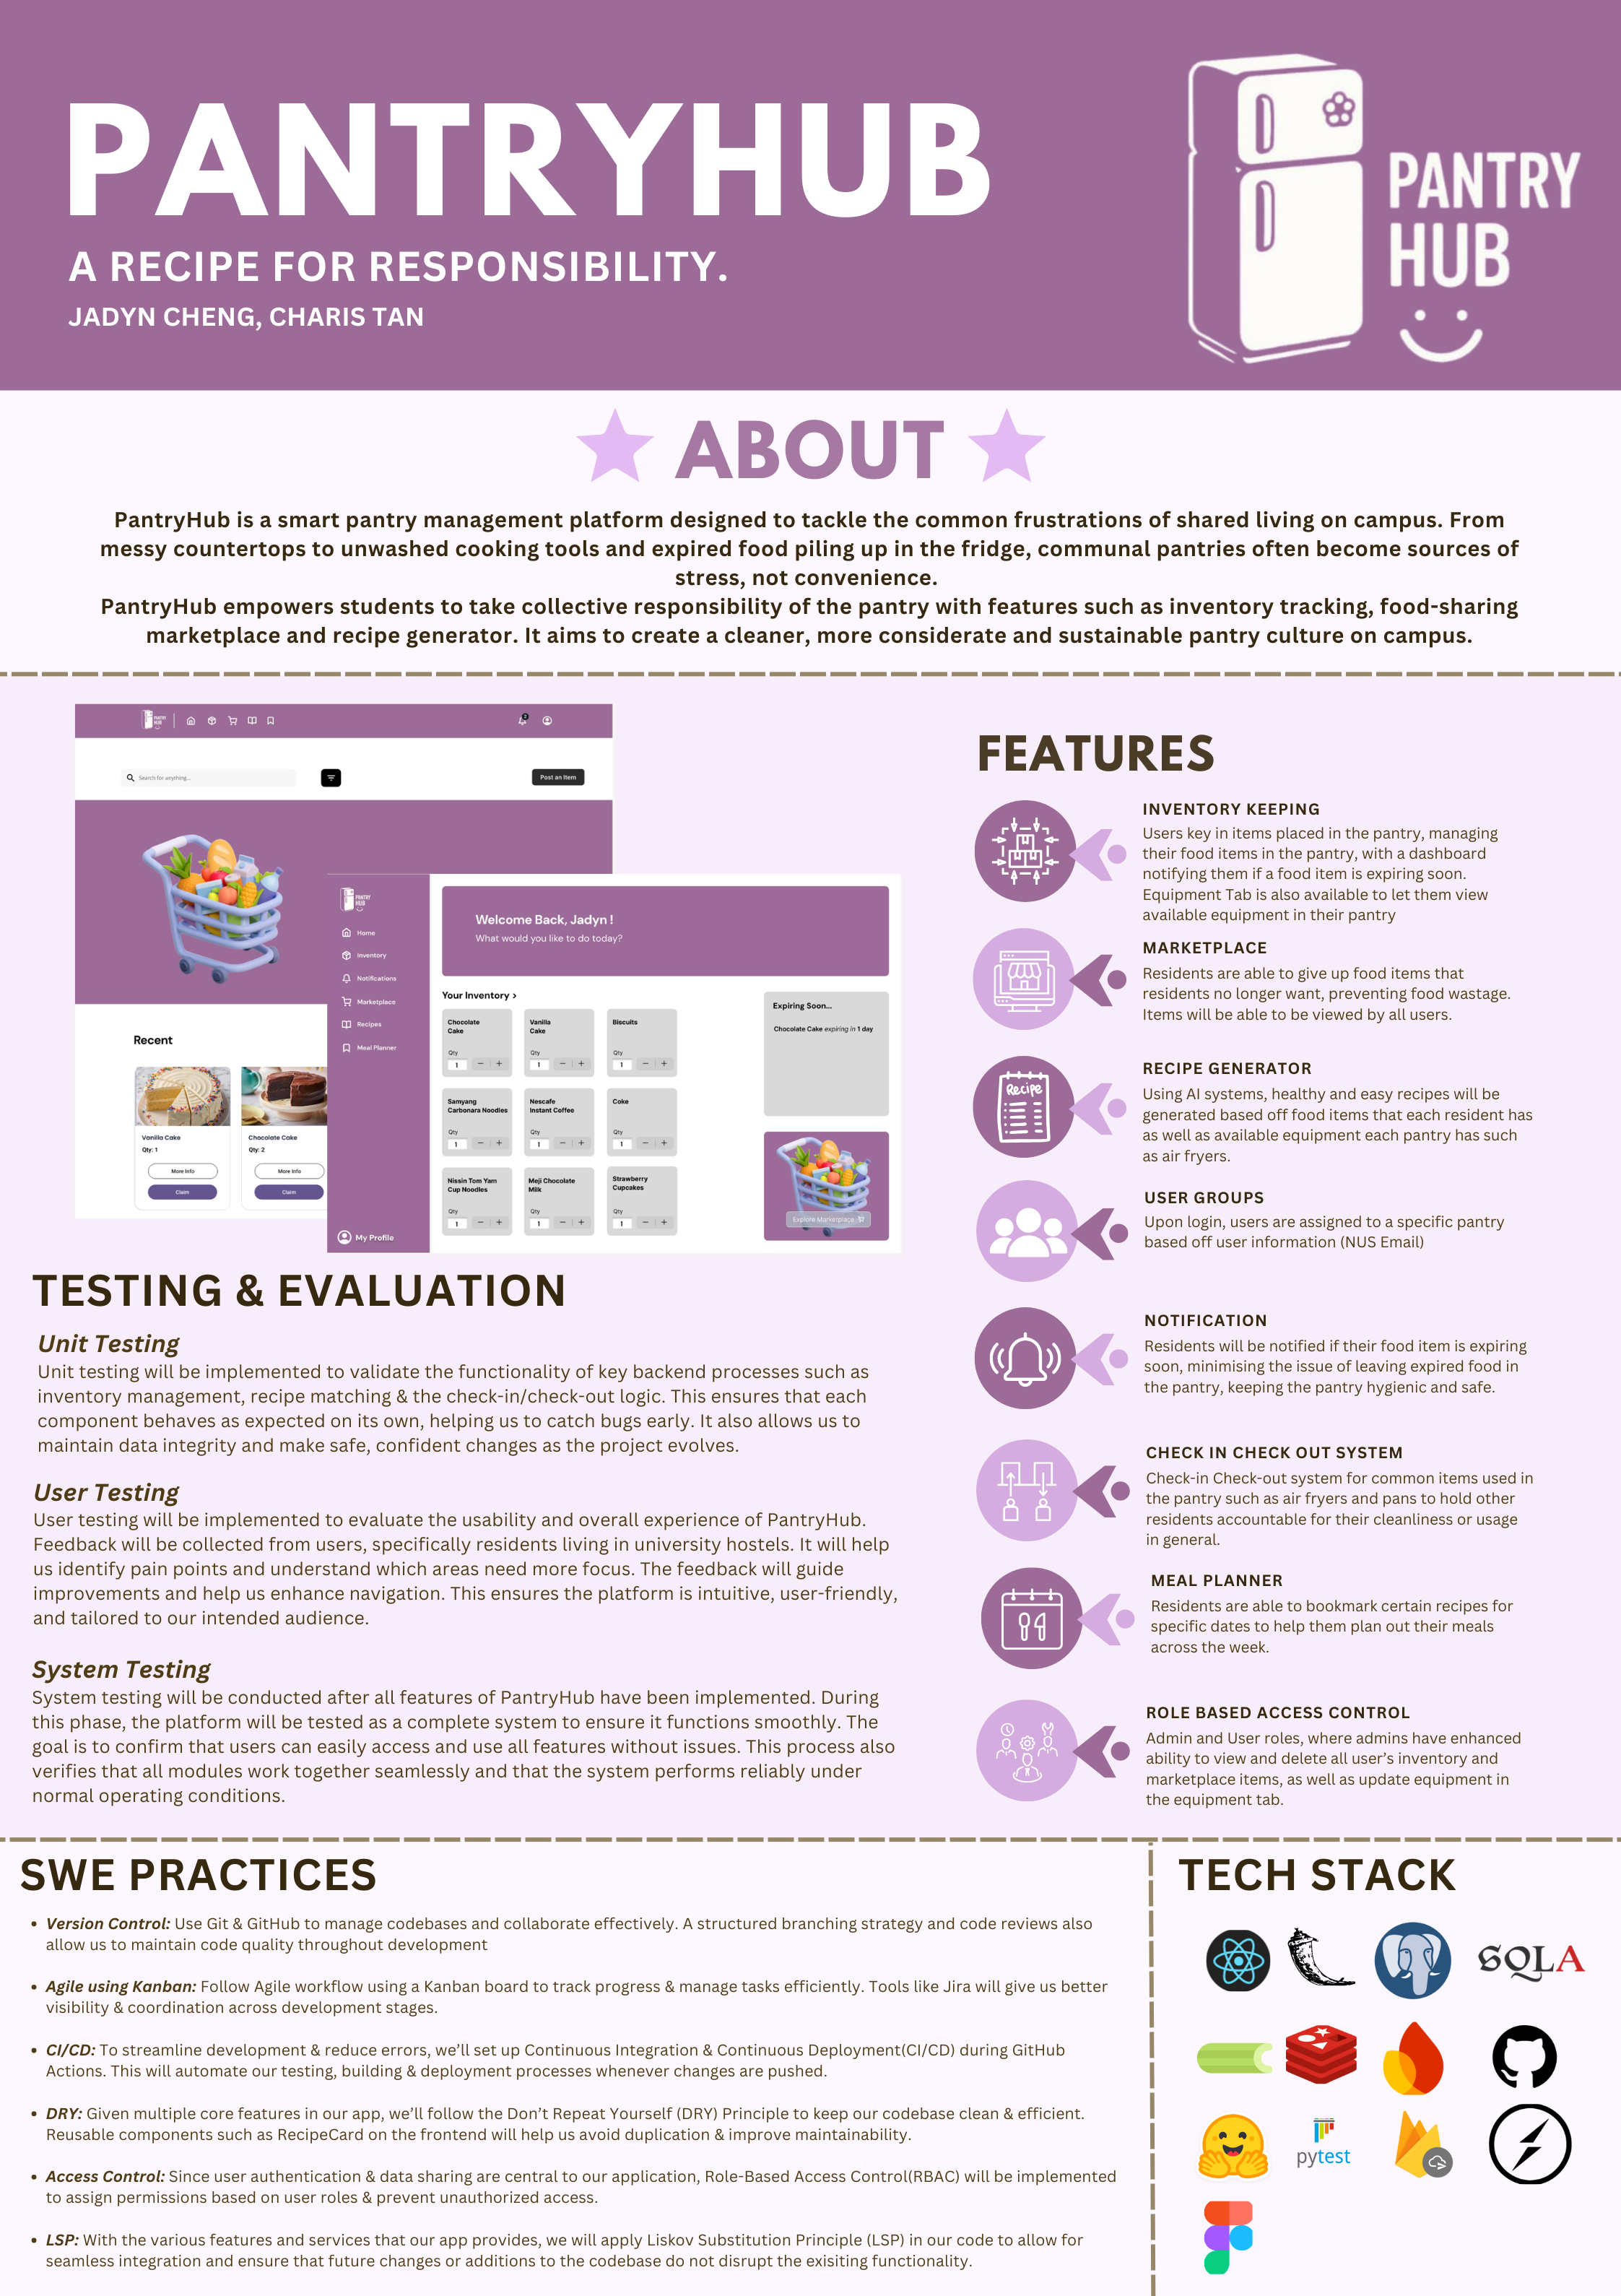 PANTRYHUB
A RECIPE FOR RESPONSIBILITY.
JADYN CHENG, CHARIS TAN
PANTRY
HUB
ABOUT
PantryHub is a smart pantry management platform designed to tackle the common frustrations of shared living on campus. From
messy countertops to unwashed cooking tools and expired food piling up in the fridge, communal pantries often become sources of
stress, not convenience.
PantryHub empowers students to take collective responsibility of the pantry with features such as inventory tracking, food-sharing
marketplace and recipe generator. It aims to create a cleaner, more considerate and sustainable pantry culture on campus.
PANTRY
HUB
Search for anything...
Post an Item
Recent
Vanilla Cake
Qty: 1
More Info
Claim
Chocolate Cake
Qty: 2
More Info
Claim
PANTRY
HUB
Home
Inventory
Notifications
Marketplace
Recipes
Meal Planner
My Profile
Welcome Back, Jadyn !
What would you like to do today?
Your Inventory >
Chocolate
Cake
Qty
1 − +
Vanilla
Cake
Qty
1 − +
Biscuits
Qty
1 − +
Samyang
Carbonara Noodles
Qty
1 − +
Nescafe
Instant Coffee
Qty
1 − +
Coke
Qty
1 − +
Nissin Tom Yam
Cup Noodles
Qty
1 − +
Meji Chocolate
Milk
Qty
1 − +
Strawberry
Cupcakes
Qty
1 − +
Expiring Soon...
Chocolate Cake expiring in 1 day
Explore Marketplace
FEATURES
INVENTORY KEEPING
Users key in items placed in the pantry, managing
their food items in the pantry, with a dashboard
notifying them if a food item is expiring soon.
Equipment Tab is also available to let them view
available equipment in their pantry
MARKETPLACE
Residents are able to give up food items that
residents no longer want, preventing food wastage.
Items will be able to be viewed by all users.
Recipe
RECIPE GENERATOR
Using AI systems, healthy and easy recipes will be
generated based off food items that each resident has
as well as available equipment each pantry has such
as air fryers.
USER GROUPS
Upon login, users are assigned to a specific pantry
based off user information (NUS Email)
NOTIFICATION
Residents will be notified if their food item is expiring
soon, minimising the issue of leaving expired food in
the pantry, keeping the pantry hygienic and safe.
CHECK IN CHECK OUT SYSTEM
Check-in Check-out system for common items used in
the pantry such as air fryers and pans to hold other
residents accountable for their cleanliness or usage
in general.
MEAL PLANNER
Residents are able to bookmark certain recipes for
specific dates to help them plan out their meals
across the week.
ROLE BASED ACCESS CONTROL
Admin and User roles, where admins have enhanced
ability to view and delete all user's inventory and
marketplace items, as well as update equipment in
the equipment tab.
TESTING & EVALUATION
Unit Testing
Unit testing will be implemented to validate the functionality of key backend processes such as
inventory management, recipe matching & the check-in/check-out logic. This ensures that each
component behaves as expected on its own, helping us to catch bugs early. It also allows us to
maintain data integrity and make safe, confident changes as the project evolves.
User Testing
User testing will be implemented to evaluate the usability and overall experience of PantryHub.
Feedback will be collected from users, specifically residents living in university hostels. It will help
us identify pain points and understand which areas need more focus. The feedback will guide
improvements and help us enhance navigation. This ensures the platform is intuitive, user-friendly,
and tailored to our intended audience.
System Testing
System testing will be conducted after all features of PantryHub have been implemented. During
this phase, the platform will be tested as a complete system to ensure it functions smoothly. The
goal is to confirm that users can easily access and use all features without issues. This process also
verifies that all modules work together seamlessly and that the system performs reliably under
normal operating conditions.
SWE PRACTICES
• Version Control: Use Git & GitHub to manage codebases and collaborate effectively. A structured branching strategy and code reviews also
allow us to maintain code quality throughout development
• Agile using Kanban: Follow Agile workflow using a Kanban board to track progress & manage tasks efficiently. Tools like Jira will give us better
visibility & coordination across development stages.
• CI/CD: To streamline development & reduce errors, we'll set up Continuous Integration & Continuous Deployment(CI/CD) during GitHub
Actions. This will automate our testing, building & deployment processes whenever changes are pushed.
• DRY: Given multiple core features in our app, we'll follow the Don't Repeat Yourself (DRY) Principle to keep our codebase clean & efficient.
Reusable components such as RecipeCard on the frontend will help us avoid duplication & improve maintainability.
• Access Control: Since user authentication & data sharing are central to our application, Role-Based Access Control(RBAC) will be implemented
to assign permissions based on user roles & prevent unauthorized access.
• LSP: With the various features and services that our app provides, we will apply Liskov Substitution Principle (LSP) in our code to allow for
seamless integration and ensure that future changes or additions to the codebase do not disrupt the exisiting functionality.
TECH STACK
SQLA
pytest